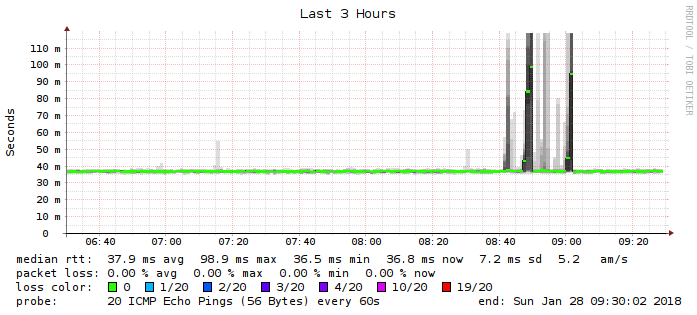 Last 3 Hours
RRDTOOL / TOBI OETIKER
Seconds
110 m
100 m
90 m
80 m
70 m
60 m
50 m
40 m
30 m
20 m
10 m
0
06:40 07:00 07:20 07:40 08:00 08:20 08:40 09:00 09:20
median rtt: 37.9 ms avg 98.9 ms max 36.5 ms min 36.8 ms now 7.2 ms sd 5.2 am/s
packet loss: 0.00 % avg 0.00 % max 0.00 % min 0.00 % now
loss color: 0 1/20 2/20 3/20 4/20 10/20 19/20
probe: 20 ICMP Echo Pings (56 Bytes) every 60s end: Sun Jan 28 09:30:02 2018